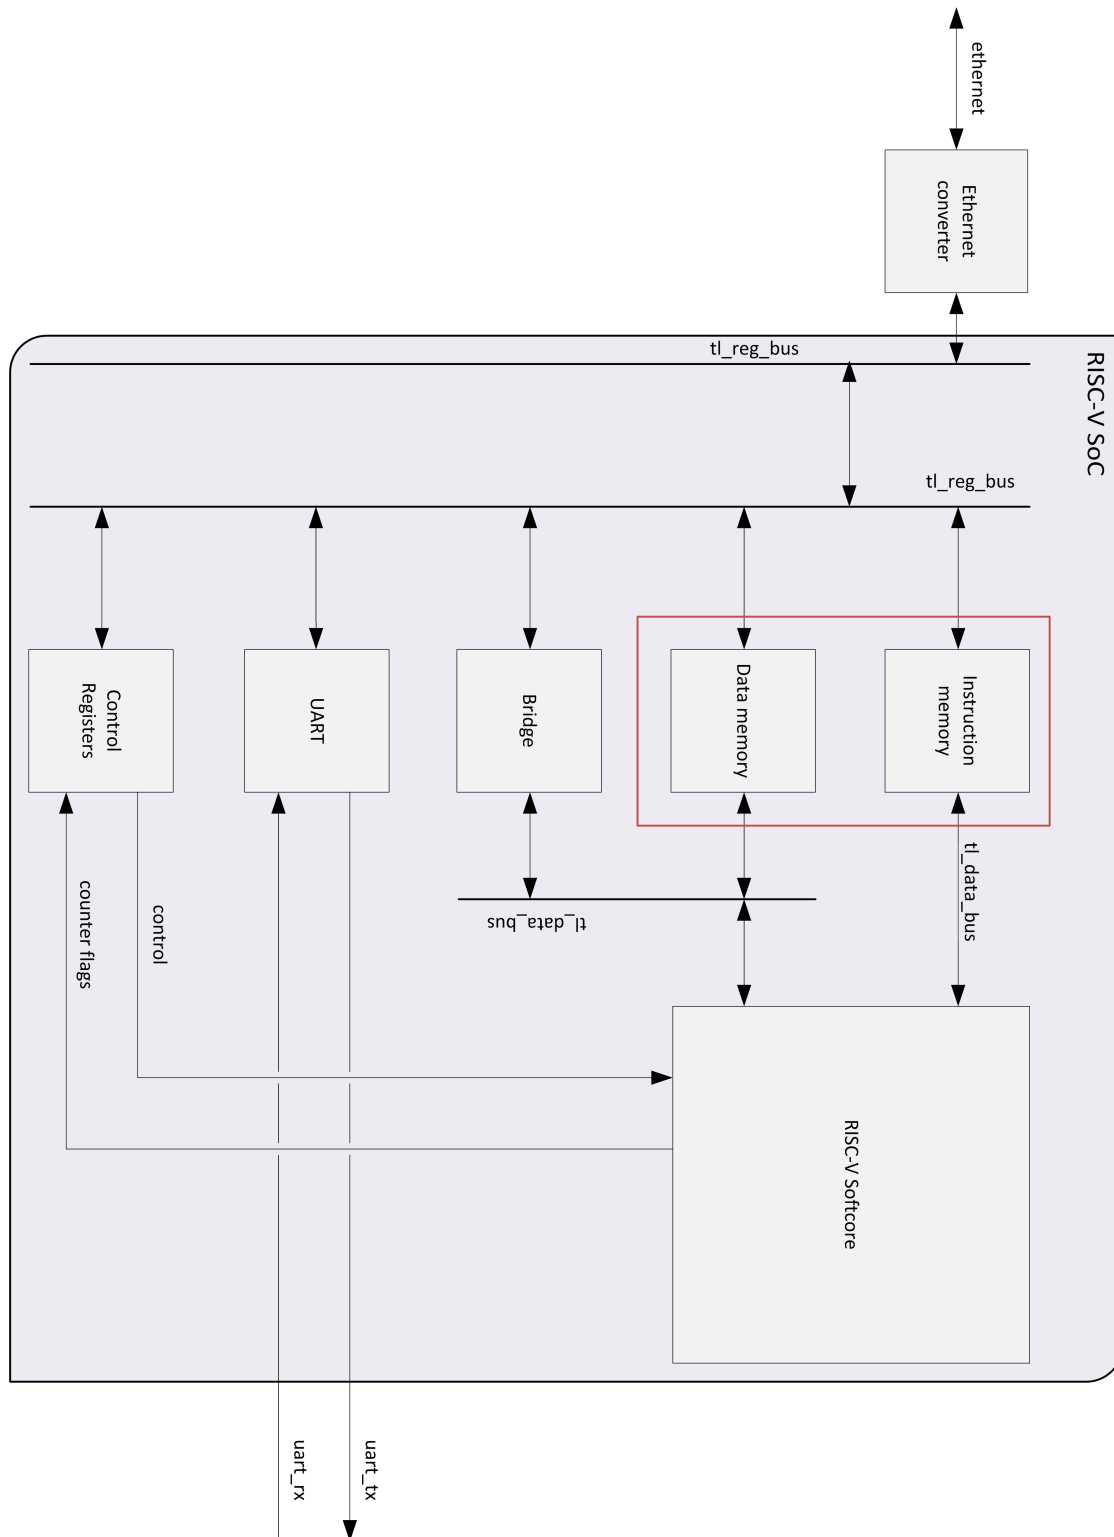 ethernet
Ethernet
converter
RISC-V SoC
tl_reg_bus
tl_reg_bus
Instruction
memory
Data memory
Bridge
UART
Control
Registers
tl_data_bus
tl_data_bus
control
counter flags
RISC-V Softcore
uart_tx
uart_rx